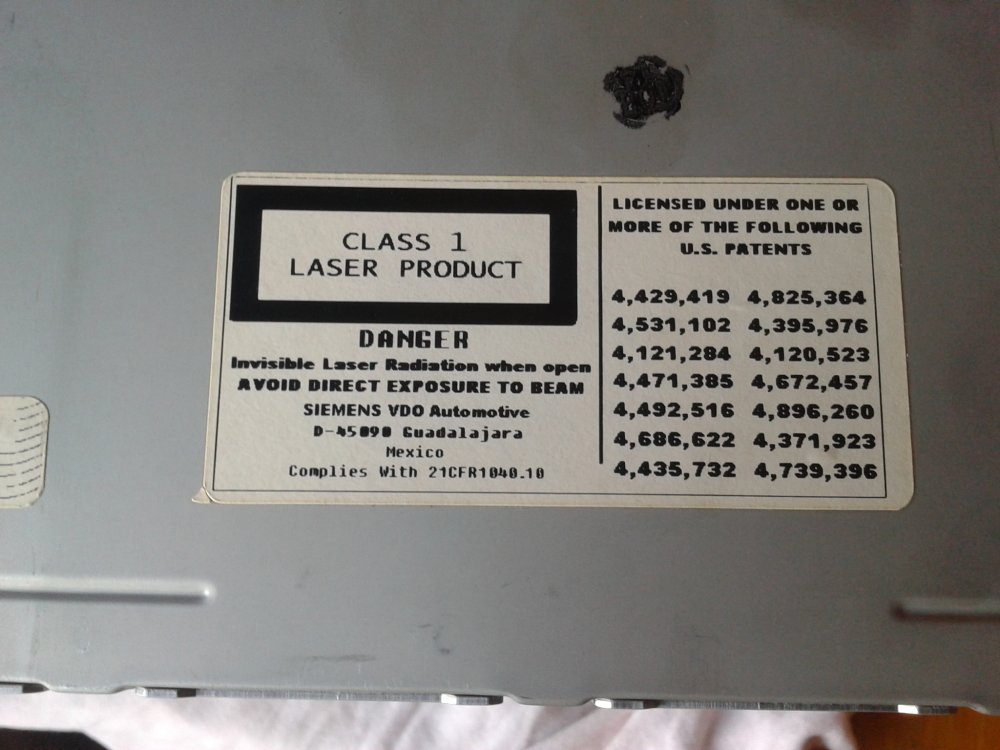 CLASS 1
LASER PRODUCT
DANGER
Invisible Laser Radiation when open
AVOID DIRECT EXPOSURE TO BEAM
SIEMENS VDO Automotive
D-45090 Guadalajara
Mexico
Complies With 21CFR1040.10
LICENSED UNDER ONE OR
MORE OF THE FOLLOWING
U.S. PATENTS
4,429,419 4,825,364
4,531,102 4,395,976
4,121,284 4,120,523
4,471,385 4,672,457
4,492,516 4,896,260
4,686,622 4,371,923
4,435,732 4,739,396